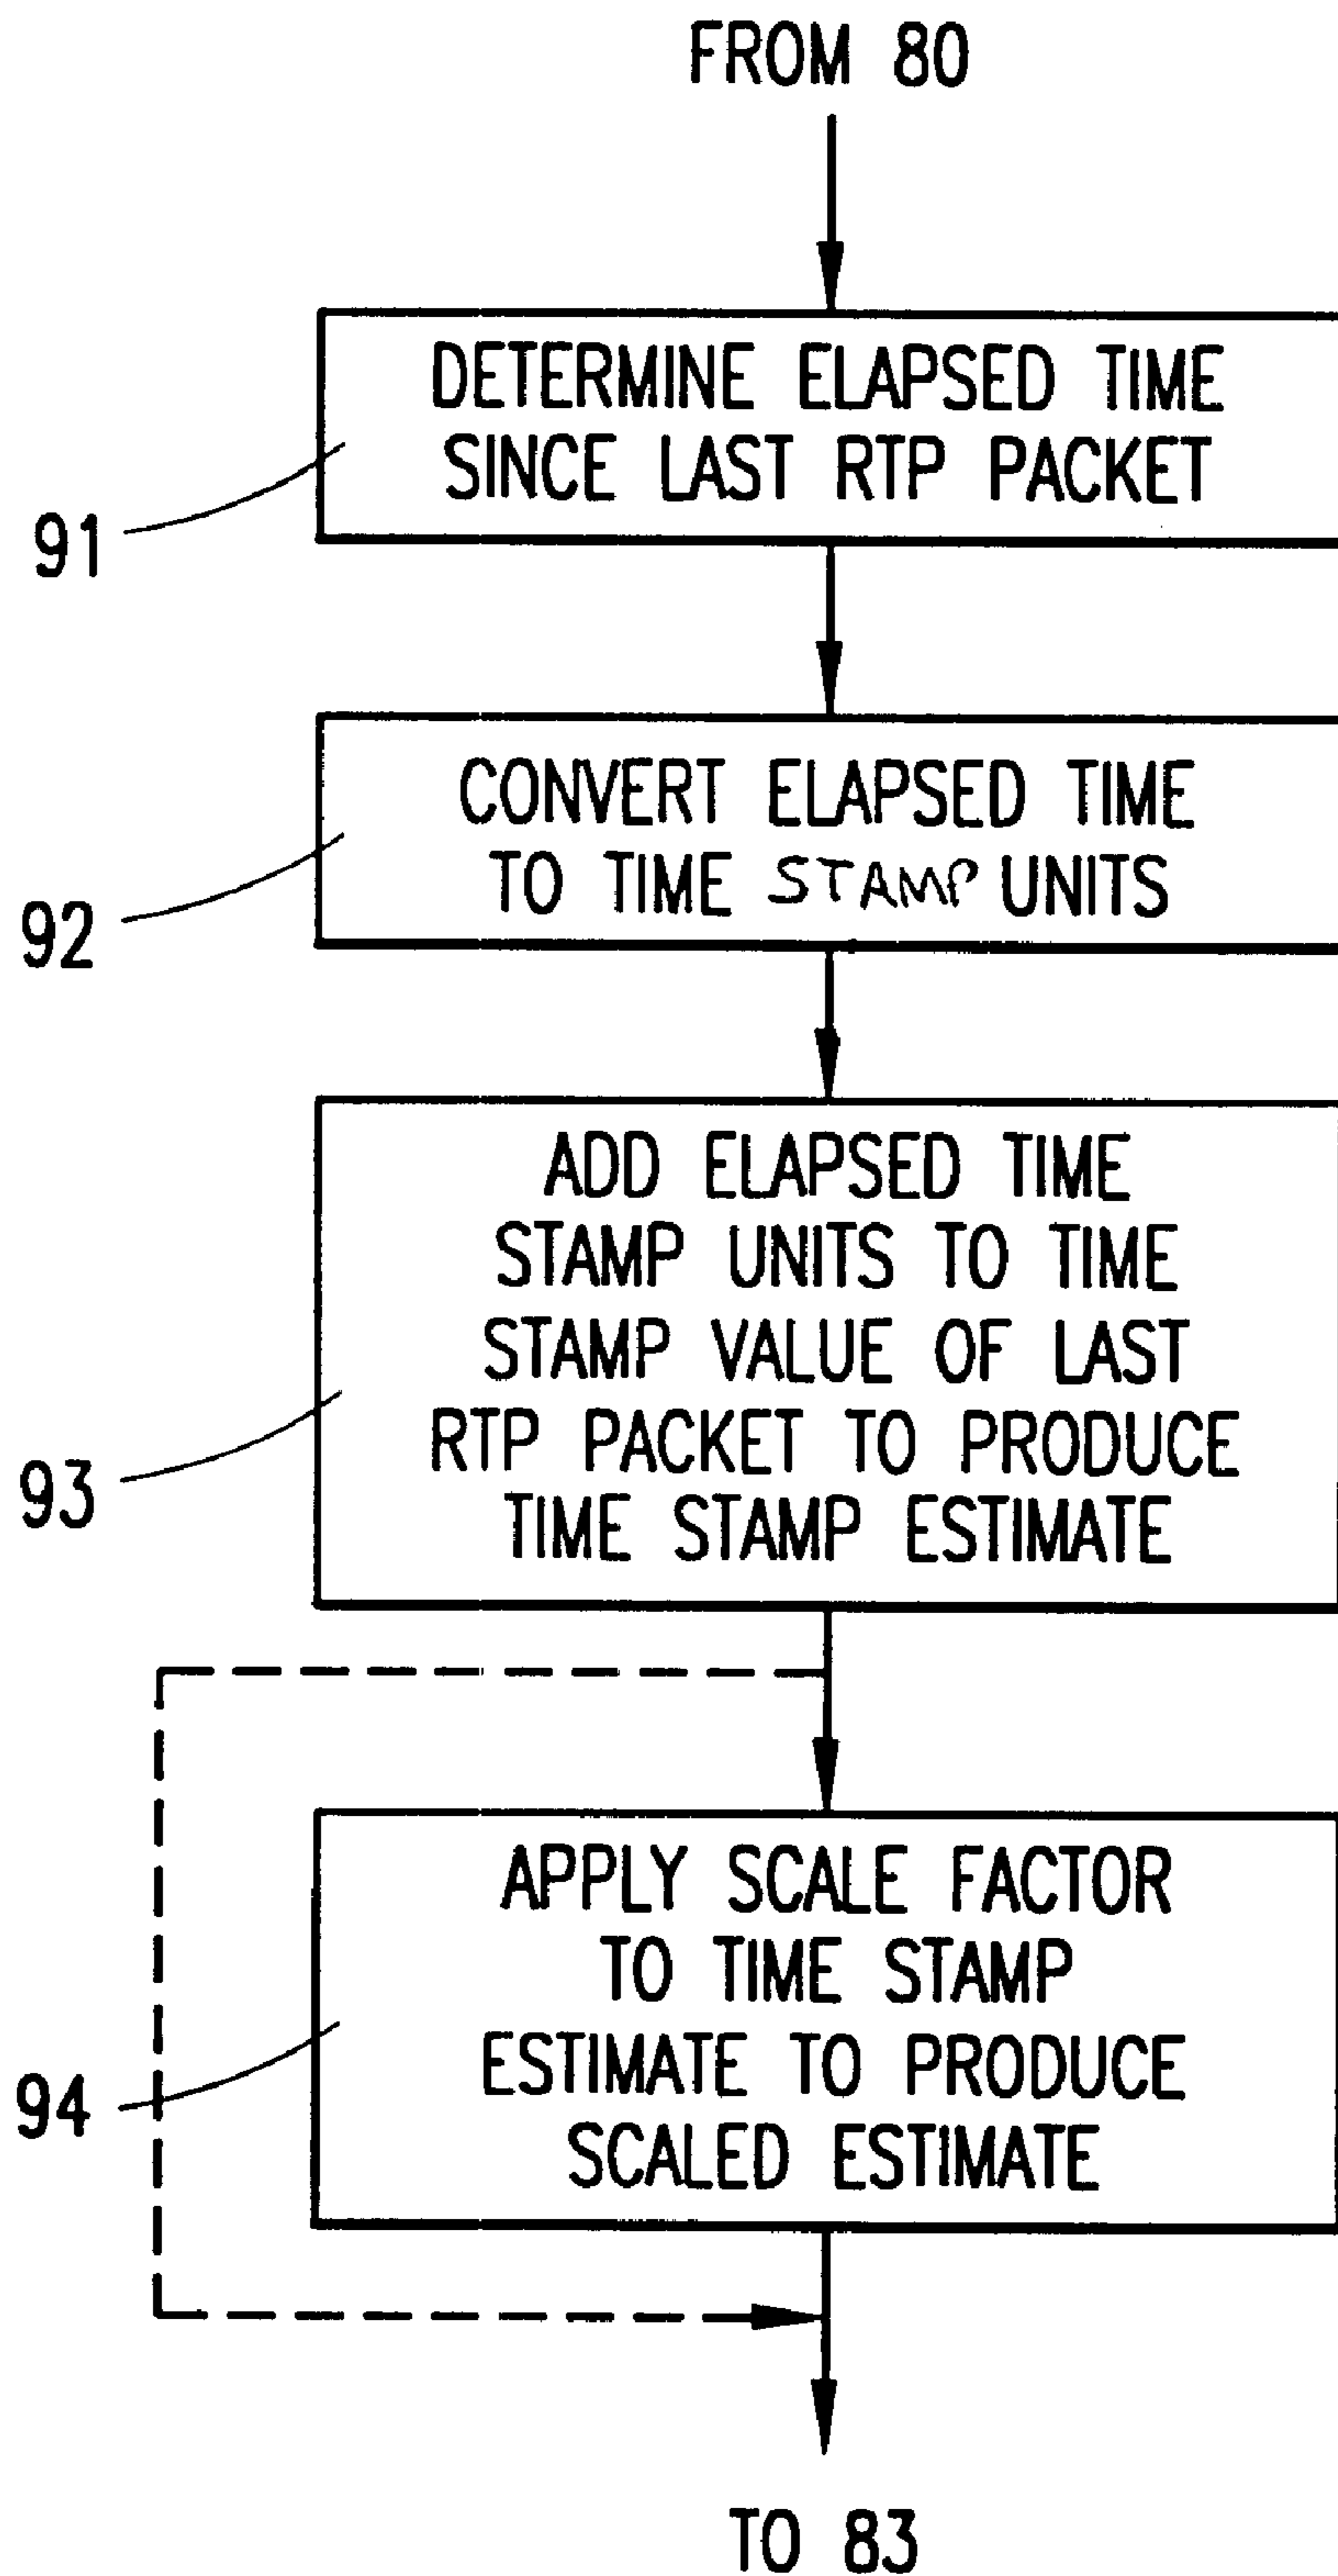 FROM 80
DETERMINE ELAPSED TIME
SINCE LAST RTP PACKET
91
CONVERT ELAPSED TIME
TO TIME STAMP UNITS
92
ADD ELAPSED TIME
STAMP UNITS TO TIME
STAMP VALUE OF LAST
RTP PACKET TO PRODUCE
TIME STAMP ESTIMATE
93
APPLY SCALE FACTOR
TO TIME STAMP
ESTIMATE TO PRODUCE
SCALED ESTIMATE
94
TO 83